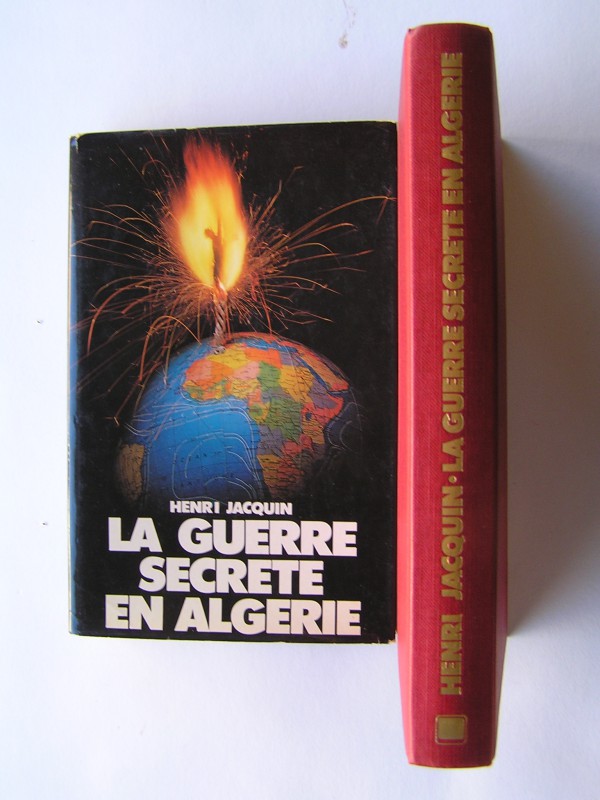 HENRI JACQUIN
LA GUERRE
SECRETE
EN ALGERIE
HENRI JACQUIN • LA GUERRE SECRETE EN ALGERIE